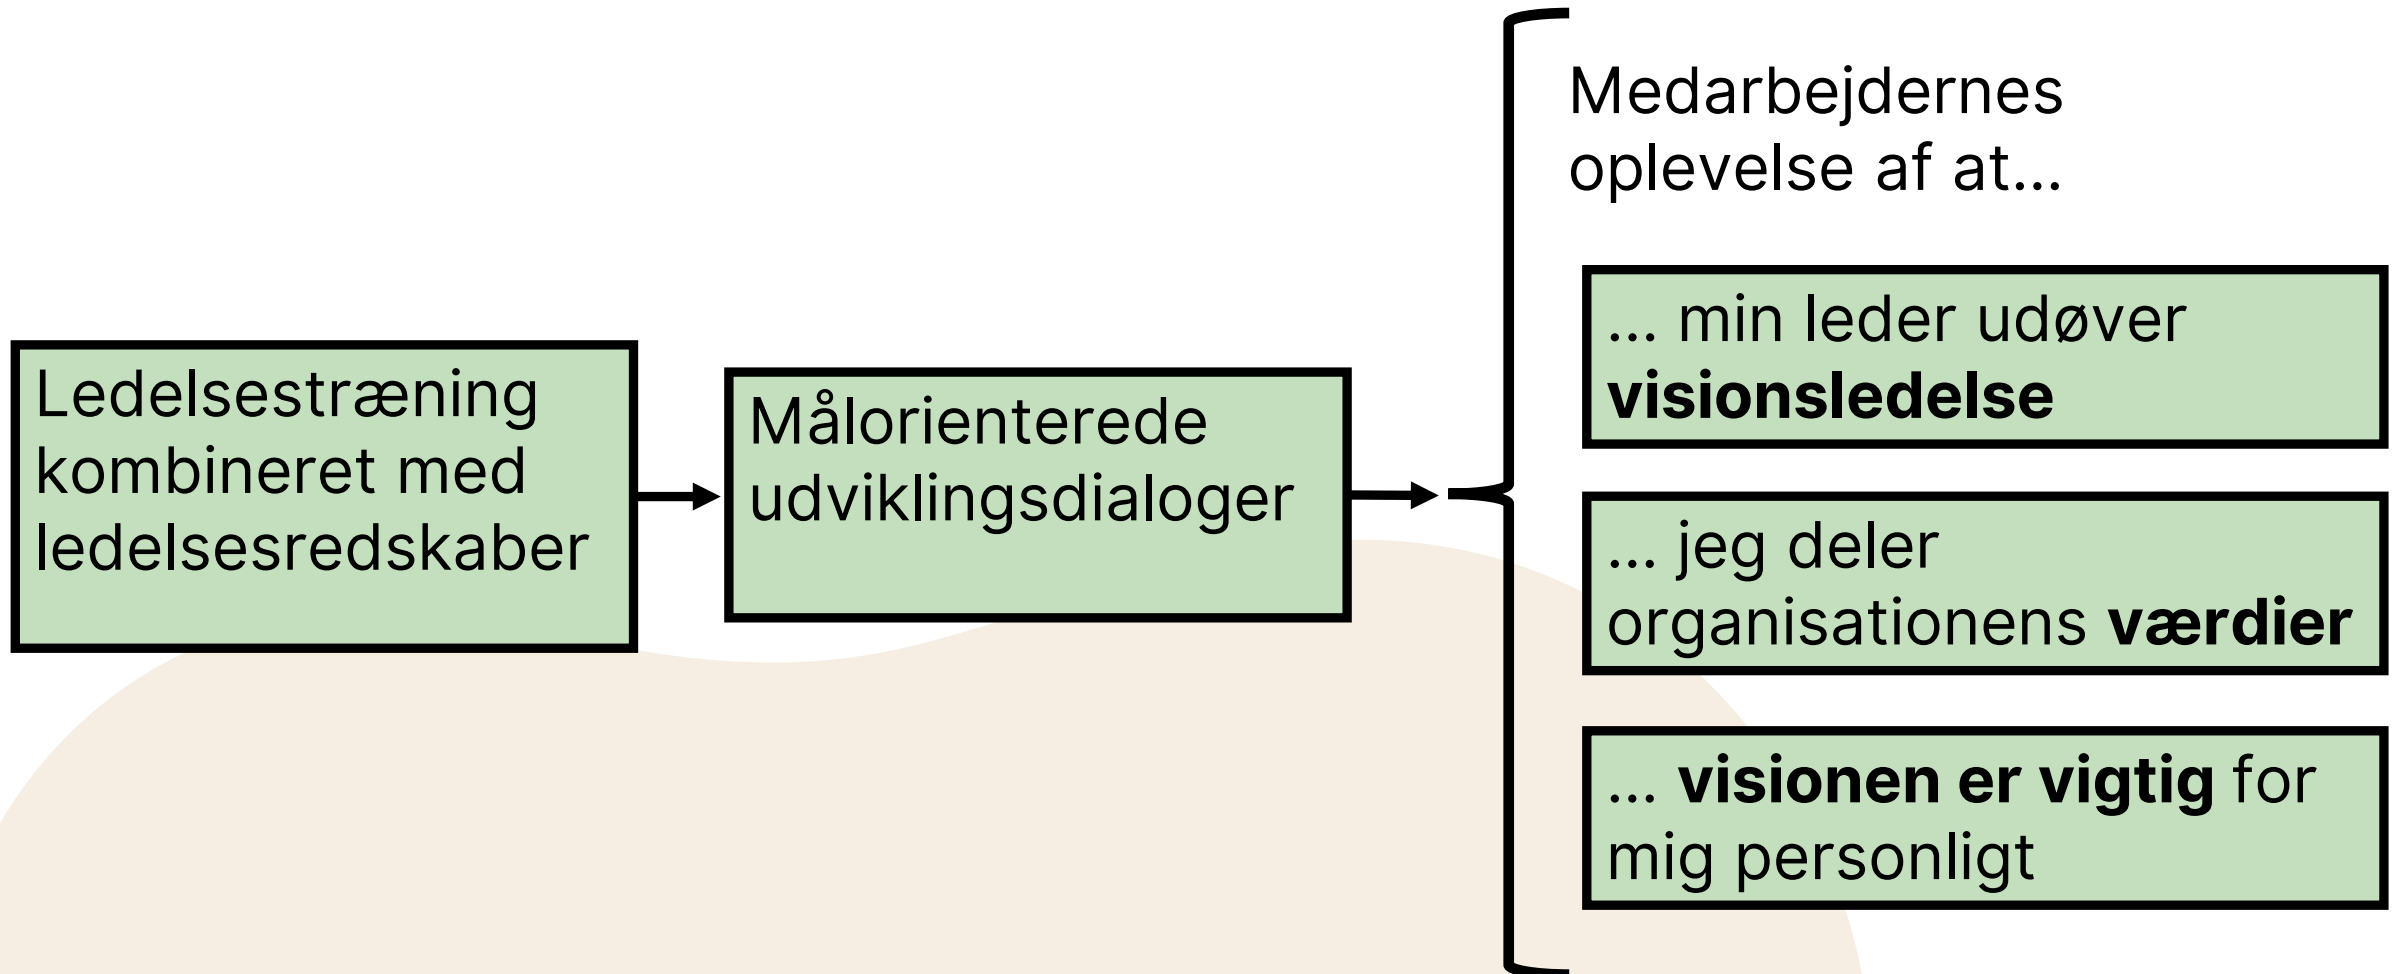 Medarbejdernes
oplevelse af at...
Ledelsestræning
kombineret med
ledelsesredskaber
Målorienterede
udviklingsdialoger
... min leder udøver
visionsledelse
... jeg deler
organisationens værdier
... visionen er vigtig for
mig personligt